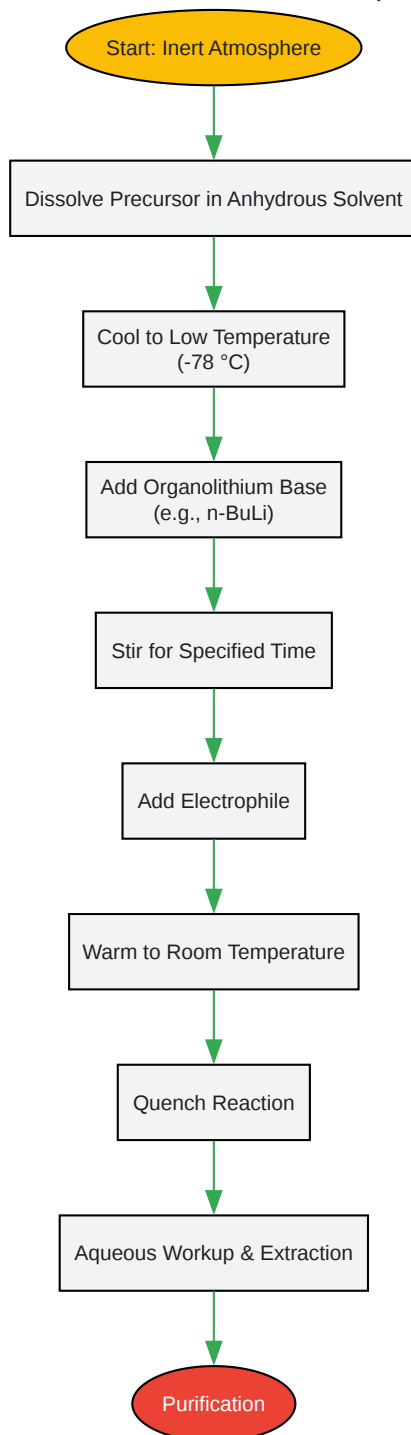 Start: Inert Atmosphere
Dissolve Precursor in Anhydrous Solvent
Cool to Low Temperature
(-78 °C)
Add Organolithium Base
(e.g., n-BuLi)
Stir for Specified Time
Add Electrophile
Warm to Room Temperature
Quench Reaction
Aqueous Workup & Extraction
Purification